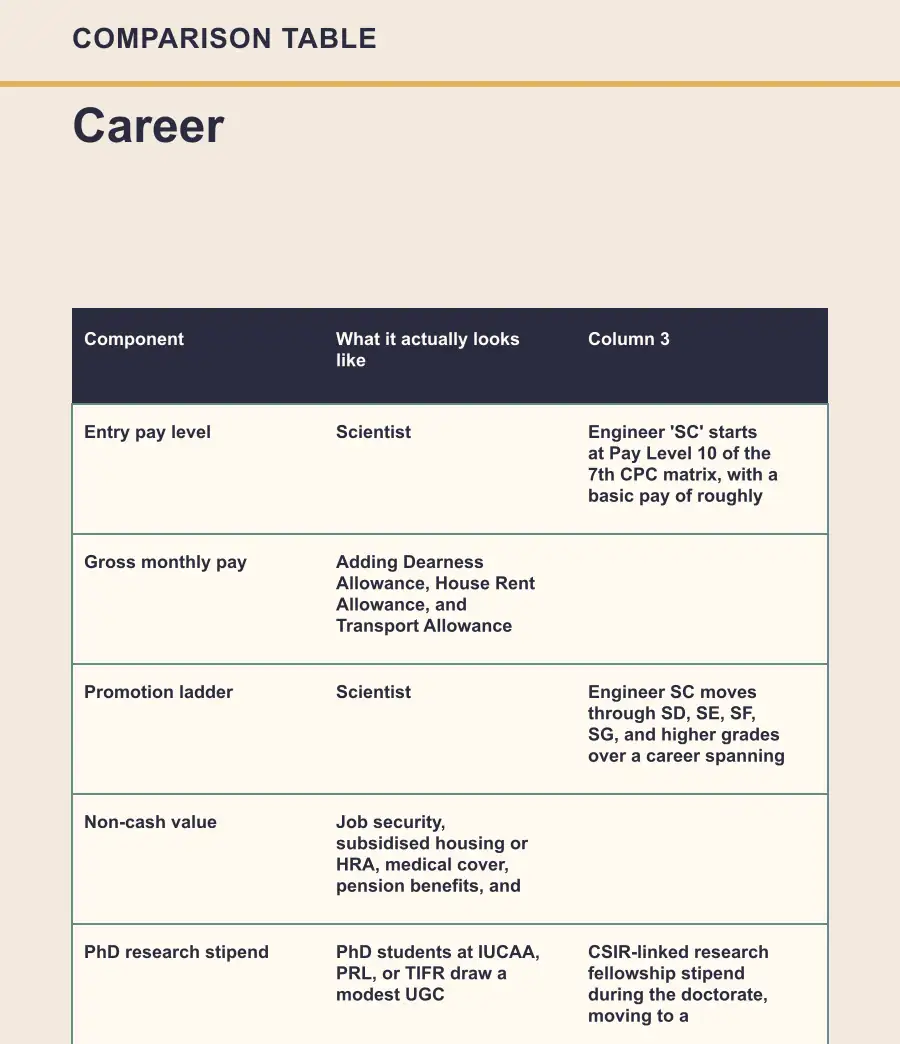 COMPARISON TABLE
Career
Component
What it actually looks
like
Column 3
Entry pay level
Scientist
Engineer 'SC' starts
at Pay Level 10 of the
7th CPC matrix, with a
basic pay of roughly
Gross monthly pay
Adding Dearness
Allowance, House Rent
Allowance, and
Transport Allowance
Promotion ladder
Scientist
Engineer SC moves
through SD, SE, SF,
SG, and higher grades
over a career spanning
Non-cash value
Job security,
subsidised housing or
HRA, medical cover,
pension benefits, and
PhD research stipend
PhD students at IUCAA,
PRL, or TIFR draw a
modest UGC
CSIR-linked research
fellowship stipend
during the doctorate,
moving to a